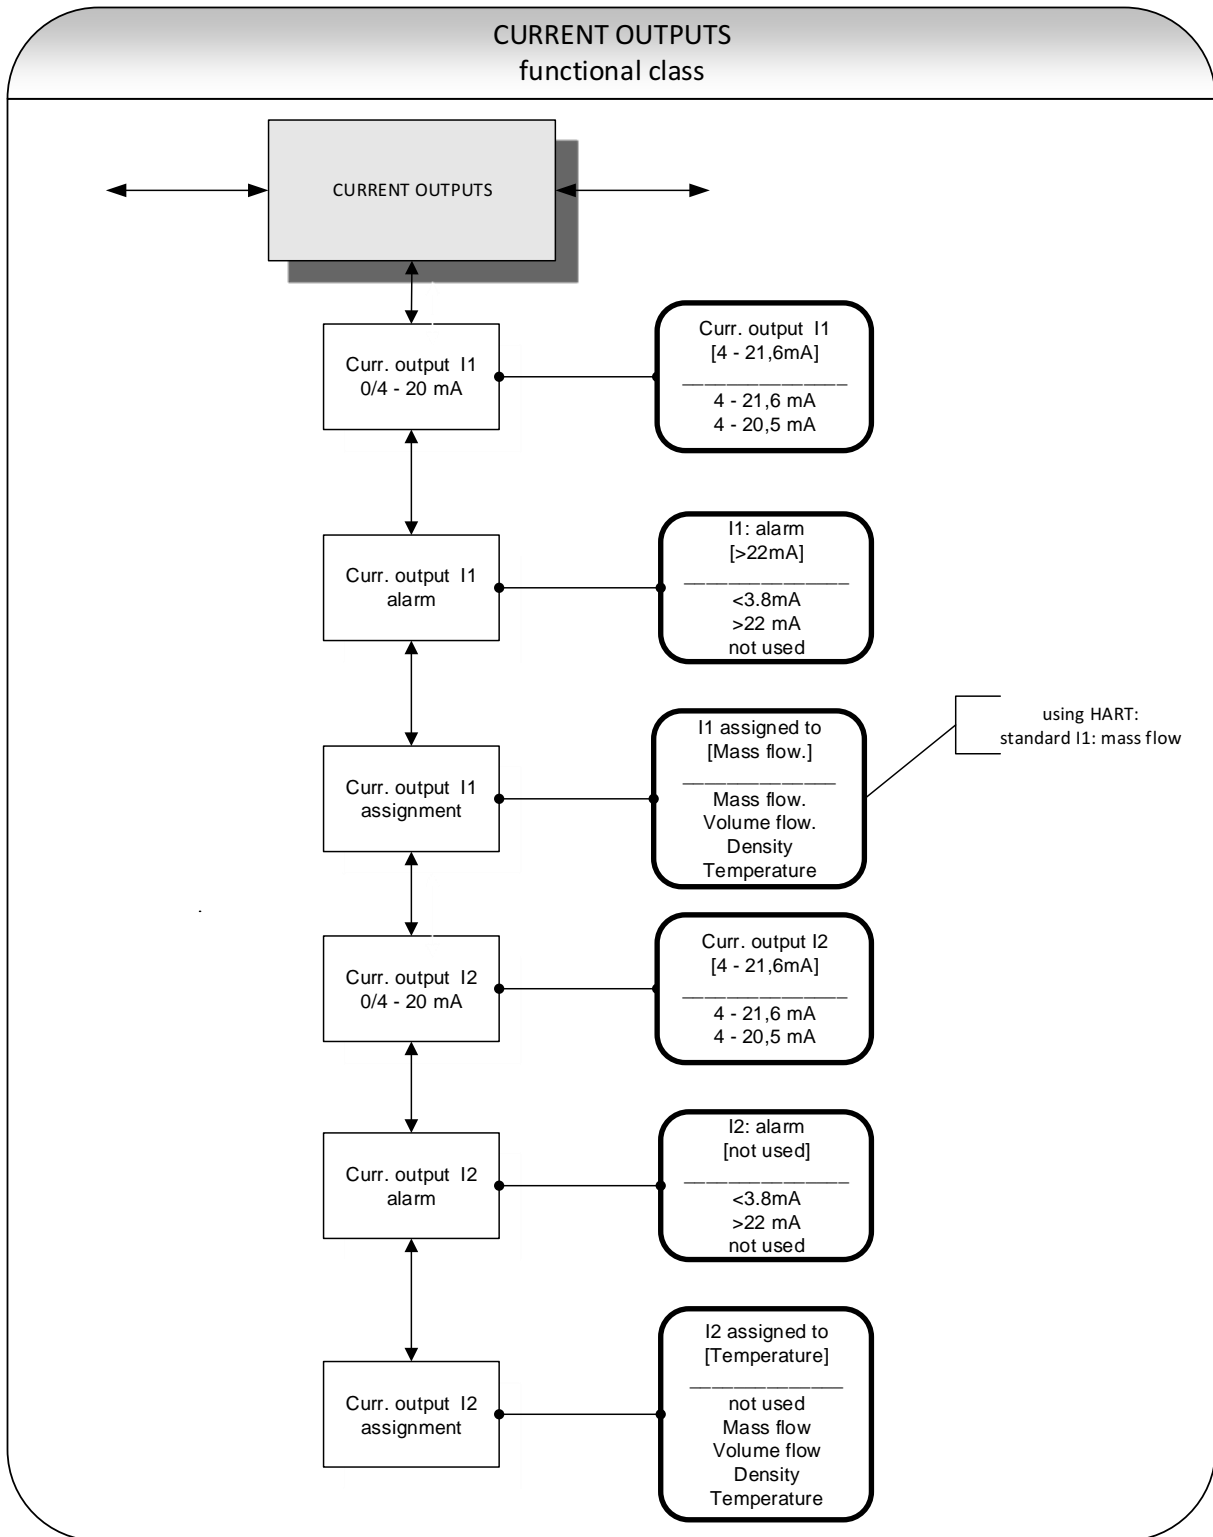 CURRENT OUTPUTS
functional class
CURRENT OUTPUTS
Curr. output I1
0/4 - 20 mA
Curr. output I1
[4 - 21,6mA]
4 - 21,6 mA
4 - 20,5 mA
Curr. output I1
alarm
I1: alarm
[>22mA]
<3.8mA
>22 mA
not used
Curr. output I1
assignment
I1 assigned to
[Mass flow.]
Mass flow.
Volume flow.
Density
Temperature
using HART:
standard I1: mass flow
Curr. output I2
0/4 - 20 mA
Curr. output I2
[4 - 21,6mA]
4 - 21,6 mA
4 - 20,5 mA
Curr. output I2
alarm
I2: alarm
[not used]
<3.8mA
>22 mA
not used
Curr. output I2
assignment
I2 assigned to
[Temperature]
not used
Mass flow
Volume flow
Density
Temperature